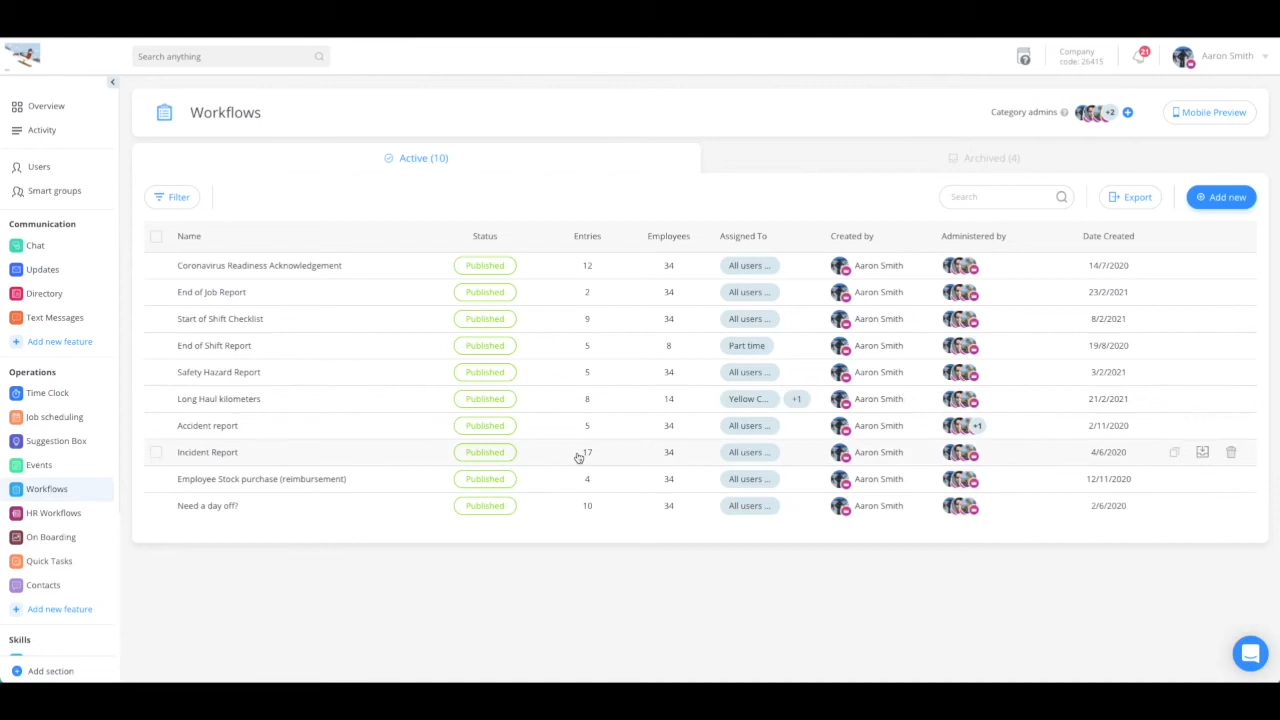 Search anything
Company
code: 26415
21
Aaron Smith
Overview
Activity
Users
Smart groups
Communication
Chat
Updates
Directory
Text Messages
Add new feature
Operations
Time Clock
Job scheduling
Suggestion Box
Events
Workflows
HR Workflows
On Boarding
Quick Tasks
Contacts
Add new feature
Skills
Add section
Workflows
Category admins
+2
Mobile Preview
Active (10)
Archived (4)
Filter
Search
Export
Add new
Name Status Entries Employees Assigned To Created by Administered by Date Created
Coronavirus Readiness Acknowledgement Published 12 34 All users ... Aaron Smith 14/7/2020
End of Job Report Published 2 34 All users ... Aaron Smith 23/2/2021
Start of Shift Checklist Published 9 34 All users ... Aaron Smith 8/2/2021
End of Shift Report Published 5 8 Part time Aaron Smith 19/8/2020
Safety Hazard Report Published 5 34 All users ... Aaron Smith 3/2/2021
Long Haul kilometers Published 8 14 Yellow C... +1 Aaron Smith 21/2/2021
Accident report Published 5 34 All users ... Aaron Smith +1 2/11/2020
Incident Report Published 17 34 All users ... Aaron Smith 4/6/2020
Employee Stock purchase (reimbursement) Published 4 34 All users ... Aaron Smith 12/11/2020
Need a day off? Published 10 34 All users ... Aaron Smith 2/6/2020